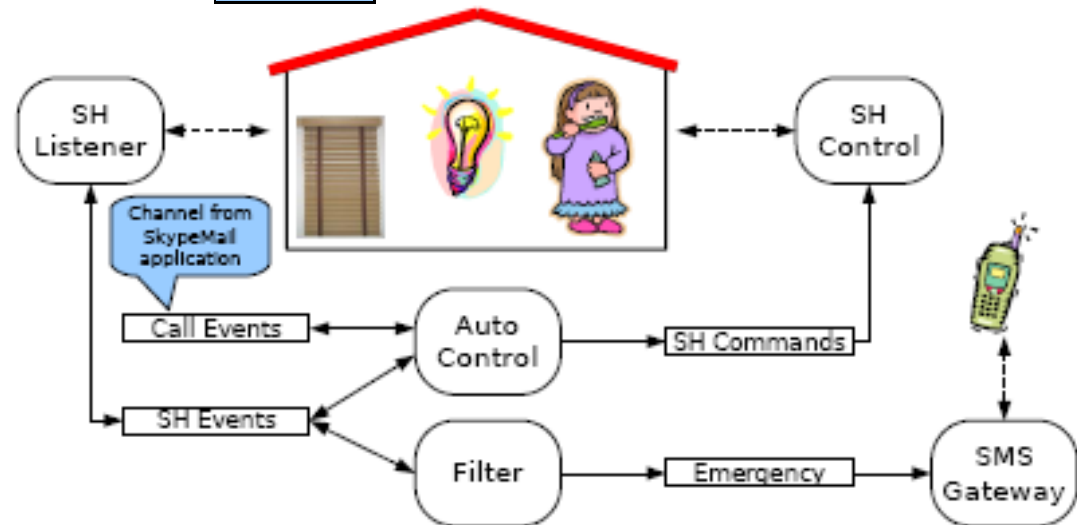 SH
Listener
SH
Control
Channel from
SkypeMail
application
Call Events
Auto
Control
SH Commands
SH Events
Filter
Emergency
SMS
Gateway